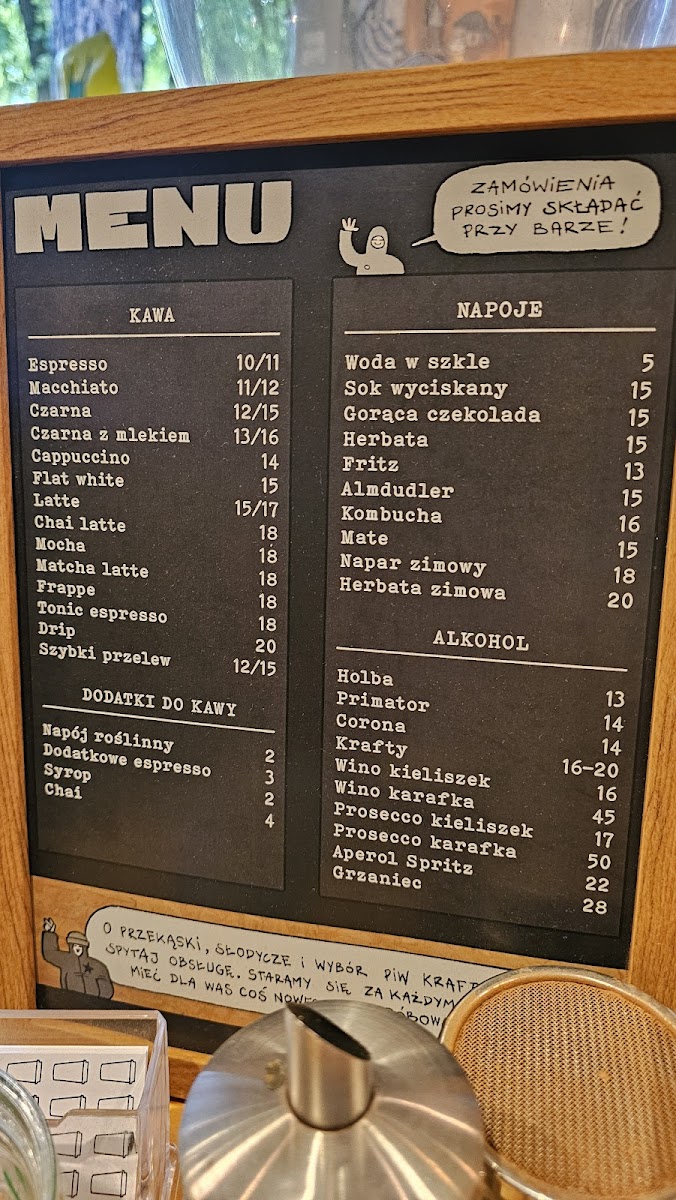 MENU
ZAMÓWIENIA
PROSIMY SKŁADAĆ
PRZY BARZE!
KAWA
Espresso 10/11
Macchiato 11/12
Czarna 12/15
Czarna z mlekiem 13/16
Cappuccino 14
Flat white 15
Latte 15/17
Chai latte 18
Mocha 18
Matcha latte 18
Frappe 18
Tonic espresso 18
Drip 20
Szybki przelew 12/15
DODATKI DO KAWY
Napój roślinny 2
Dodatkowe espresso 3
Syrop 2
Chai 4
NAPOJE
Woda w szkle 5
Sok wyciskany 15
Gorąca czekolada 15
Herbata 15
Fritz 13
Almdudler 15
Kombucha 16
Mate 15
Napar zimowy 18
Herbata zimowa 20
ALKOHOL
Holba 13
Primator 14
Corona 14
Krafty 16-20
Wino kieliszek 16
Wino karafka 45
Prosecco kieliszek 17
Prosecco karafka 50
Aperol Spritz 22
Grzaniec 28
O PRZEKĄSKI, SŁODYCZE I WYBÓR PIW KRAFT
SPYTAJ OBSŁUGĘ. STARAMY SIĘ ZA KAŻDYM
MIEĆ DLA WAS COŚ